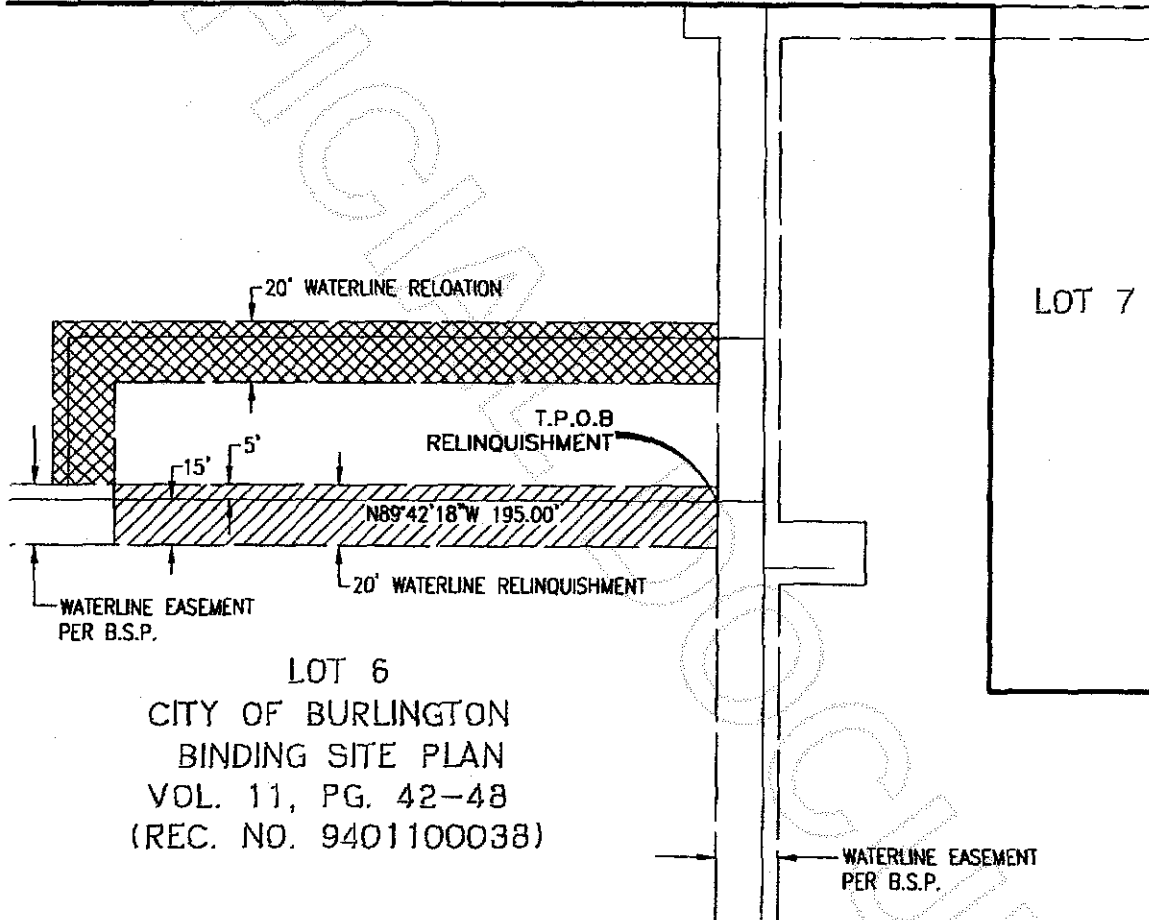 20' WATERLINE RELOATION
LOT 7
T.P.O.B
RELINQUISHMENT
5'
15'
N89°42'18"W 195.00'
20' WATERLINE RELINQUISHMENT
WATERLINE EASEMENT
PER B.S.P.
LOT 6
CITY OF BURLINGTON
BINDING SITE PLAN
VOL. 11, PG. 42-48
(REC. NO. 9401100038)
WATERLINE EASEMENT
PER B.S.P.
FICIAL DOCU